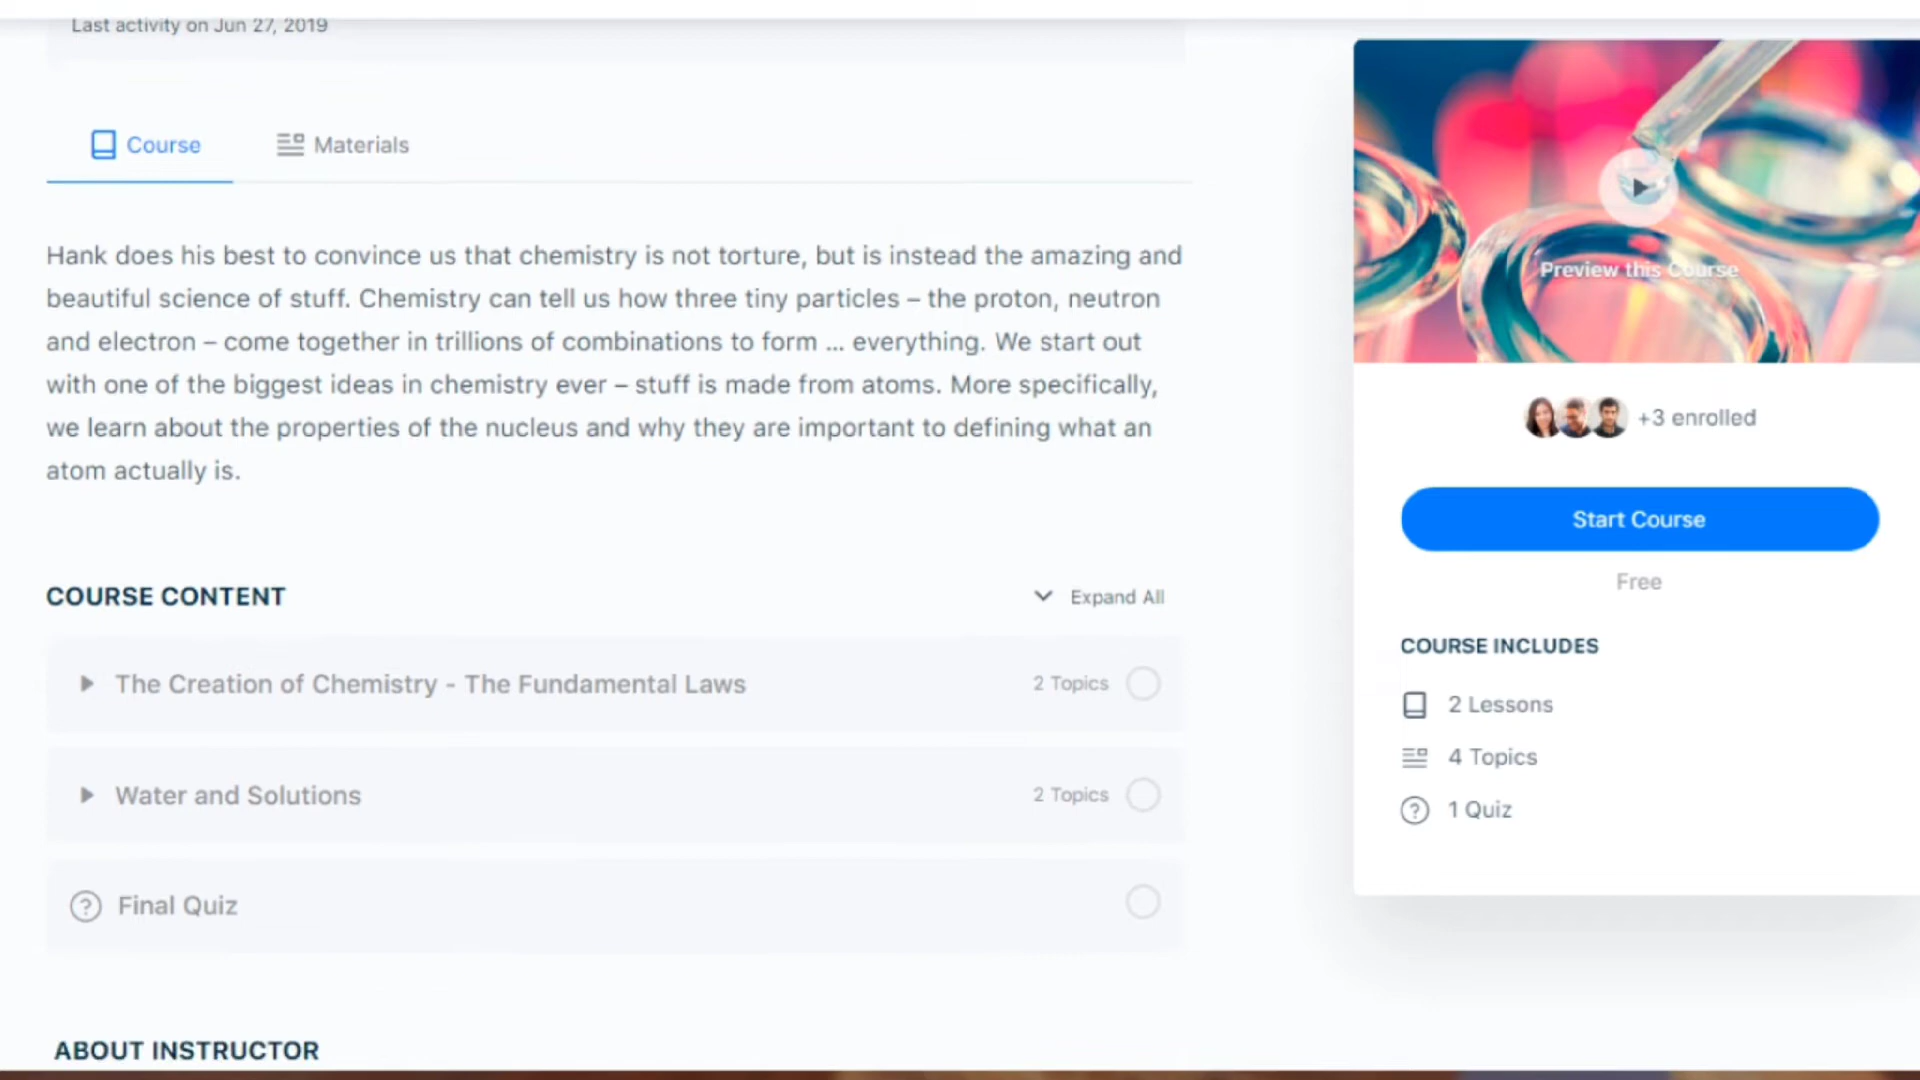 Last activity on Jun 27, 2019
Course
Materials
Hank does his best to convince us that chemistry is not torture, but is instead the amazing and
beautiful science of stuff. Chemistry can tell us how three tiny particles – the proton, neutron
and electron – come together in trillions of combinations to form ... everything. We start out
with one of the biggest ideas in chemistry ever – stuff is made from atoms. More specifically,
we learn about the properties of the nucleus and why they are important to defining what an
atom actually is.
COURSE CONTENT
Expand All
The Creation of Chemistry - The Fundamental Laws
2 Topics
Water and Solutions
2 Topics
Final Quiz
ABOUT INSTRUCTOR
Preview this Course
+3 enrolled
Start Course
Free
COURSE INCLUDES
2 Lessons
4 Topics
1 Quiz